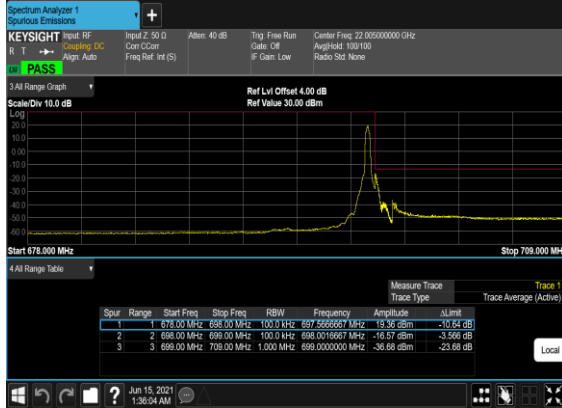 Spectrum Analyzer 1
Spurious Emissions
KEYSIGHT Input: RF Input Z: 50 Ω Atten: 40 dB Trig: Free Run Center Freq: 22.005000000 GHz
R T Coupling: DC Corr CCorr Gate: Off Avg|Hold: 100/100
Align: Auto Freq Ref: Int (S) IF Gain: Low Radio Std: None
PASS
3 All Range Graph
Ref Lvl Offset 4.00 dB
Scale/Div 10.0 dB Ref Value 30.00 dBm
Log
20.0
10.0
0.00
-10.0
-20.0
-30.0
-40.0
-50.0
-60.0
Start 678.000 MHz Stop 709.000 MH
4 All Range Table
Measure Trace Trace 1
Trace Type Trace Average (Active)
Spur Range Start Freq Stop Freq RBW Frequency Amplitude ΔLimit
1 1 678.00 MHz 698.00 MHz 100.0 kHz 697.5666667 MHz 19.36 dBm -10.64 dB
2 2 698.00 MHz 699.00 MHz 100.0 kHz 698.0016667 MHz -16.57 dBm -3.566 dB
3 3 699.00 MHz 709.00 MHz 1.000 MHz 699.0000000 MHz -36.68 dBm -23.68 dB
Local
Jun 15, 2021
1:36:04 AM